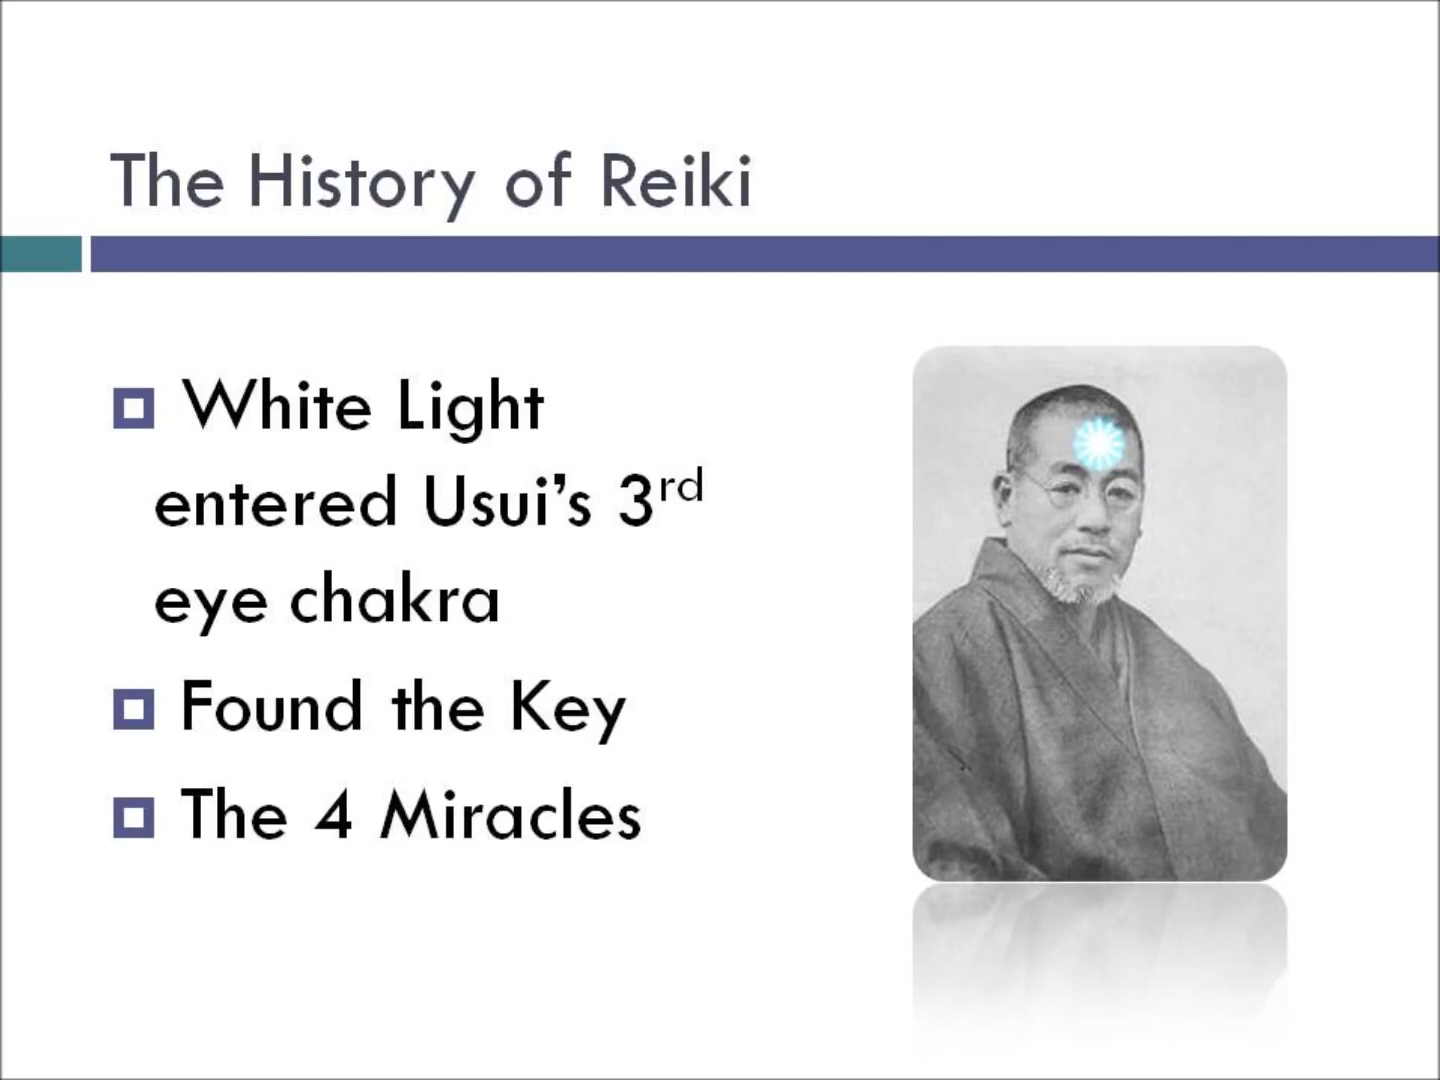 The History of Reiki
White Light
entered Usui's 3rd
eye chakra
Found the Key
The 4 Miracles